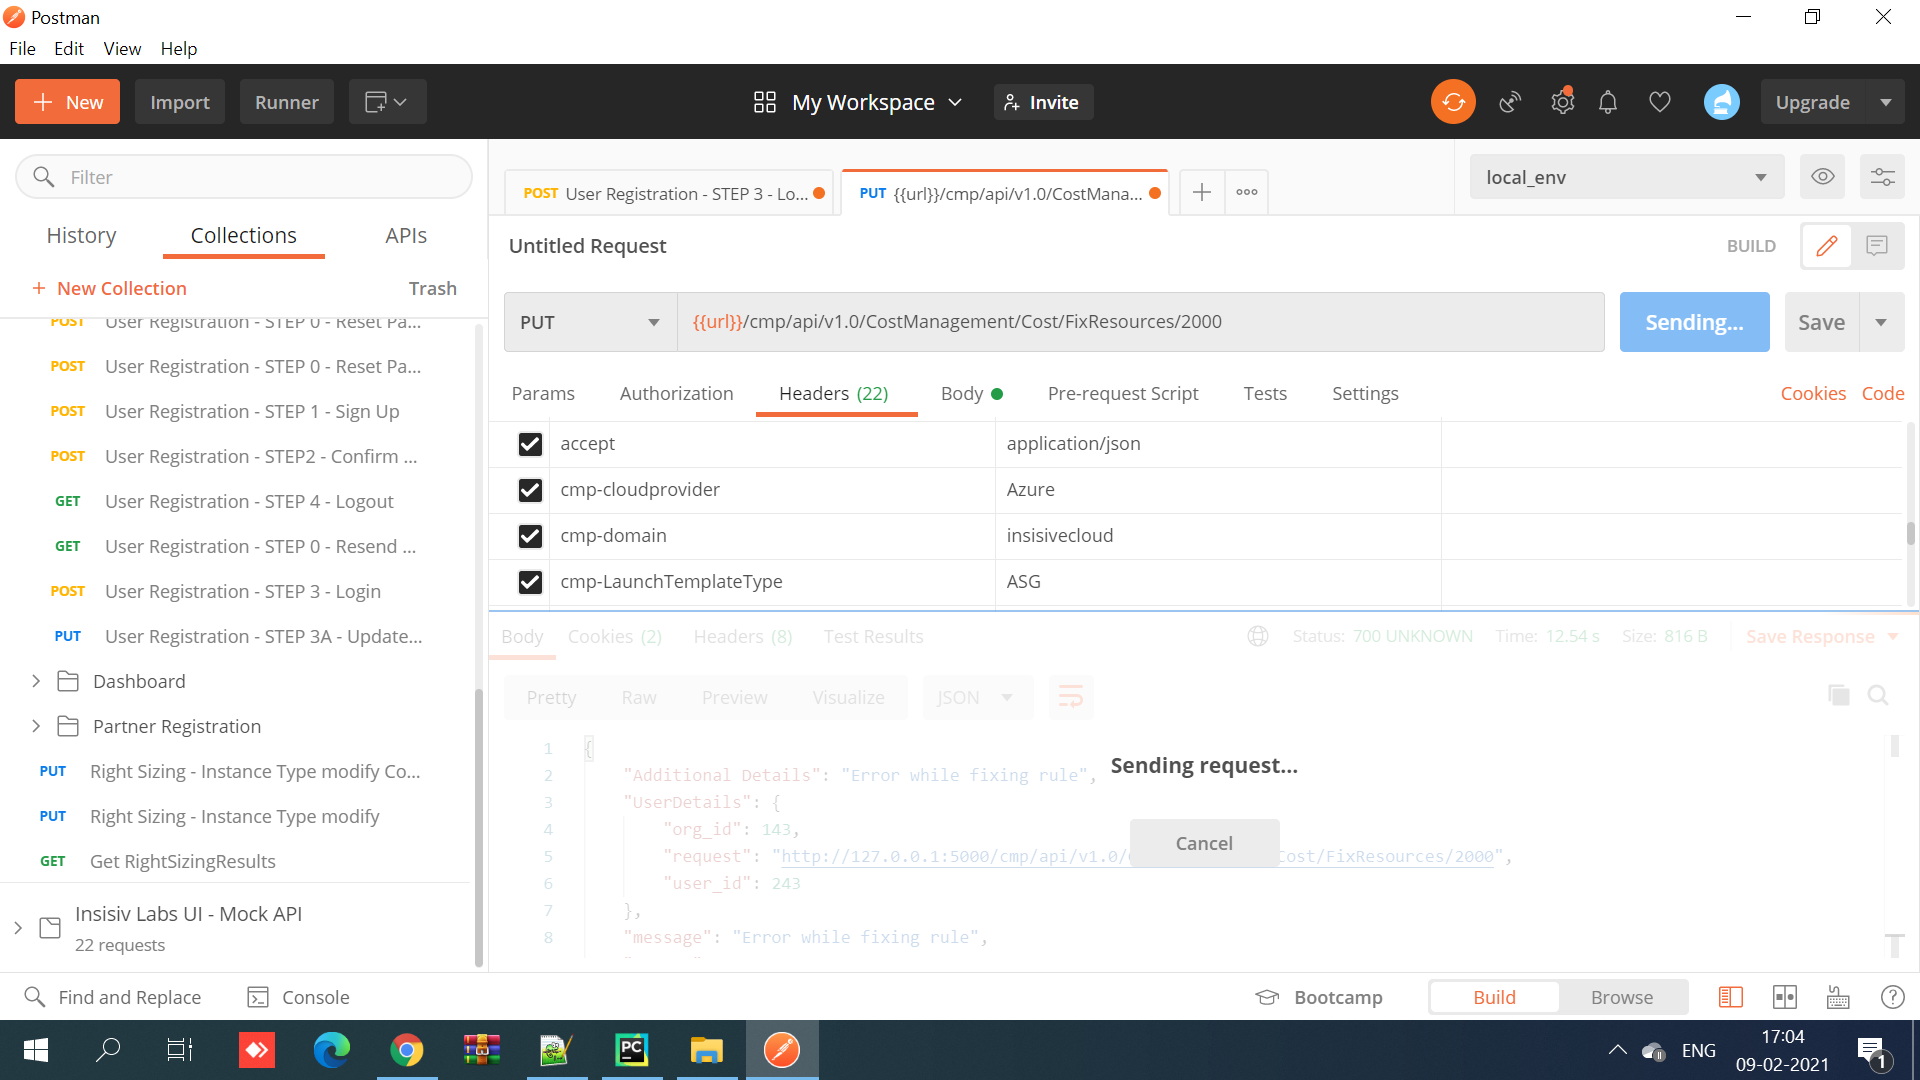 Postman
File Edit View Help
New Import Runner My Workspace Invite Upgrade
Filter
History Collections APIs
+ New Collection Trash
POST User Registration - STEP 0 - Reset Pa...
POST User Registration - STEP 0 - Reset Pa...
POST User Registration - STEP 1 - Sign Up
POST User Registration - STEP2 - Confirm ...
GET User Registration - STEP 4 - Logout
GET User Registration - STEP 0 - Resend ...
POST User Registration - STEP 3 - Login
PUT User Registration - STEP 3A - Update...
Dashboard
Partner Registration
PUT Right Sizing - Instance Type modify Co...
PUT Right Sizing - Instance Type modify
GET Get RightSizingResults
Insisiv Labs UI - Mock API
22 requests
POST User Registration - STEP 3 - Lo... PUT {{url}}/cmp/api/v1.0/CostMana... local_env
Untitled Request BUILD
PUT {{url}}/cmp/api/v1.0/CostManagement/Cost/FixResources/2000 Sending... Save
Params Authorization Headers (22) Body Pre-request Script Tests Settings Cookies Code
accept application/json
cmp-cloudprovider Azure
cmp-domain insisivecloud
cmp-LaunchTemplateType ASG
Body Cookies (2) Headers (8) Test Results Status: 700 UNKNOWN Time: 12.54 s Size: 816 B Save Response
Pretty Raw Preview Visualize JSON
1 {
2 "Additional Details": "Error while fixing rule",
3 "UserDetails": {
4 "org_id": 143,
5 "request": "http://127.0.0.1:5000/cmp/api/v1.0/ ost/FixResources/2000",
6 "user_id": 243
7 },
8 "message": "Error while fixing rule",
Sending request...
Cancel
Find and Replace Console Bootcamp Build Browse
PC ENG 17:04
09-02-2021 1